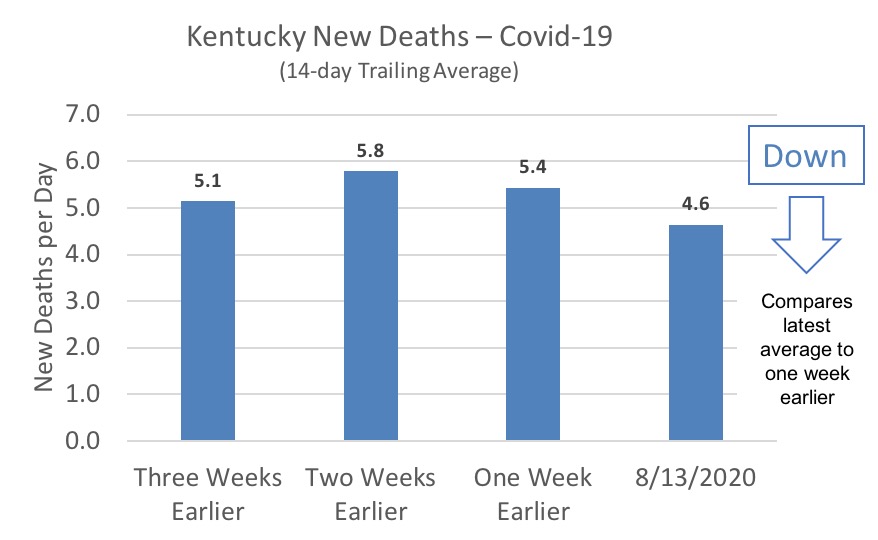 Kentucky New Deaths – Covid-19
(14-day Trailing Average)
New Deaths per Day
7.0
6.0
5.0
4.0
3.0
2.0
1.0
0.0
5.1
5.8
5.4
4.6
Three Weeks
Earlier
Two Weeks
Earlier
One Week
Earlier
8/13/2020
Down
Compares
latest
average to
one week
earlier